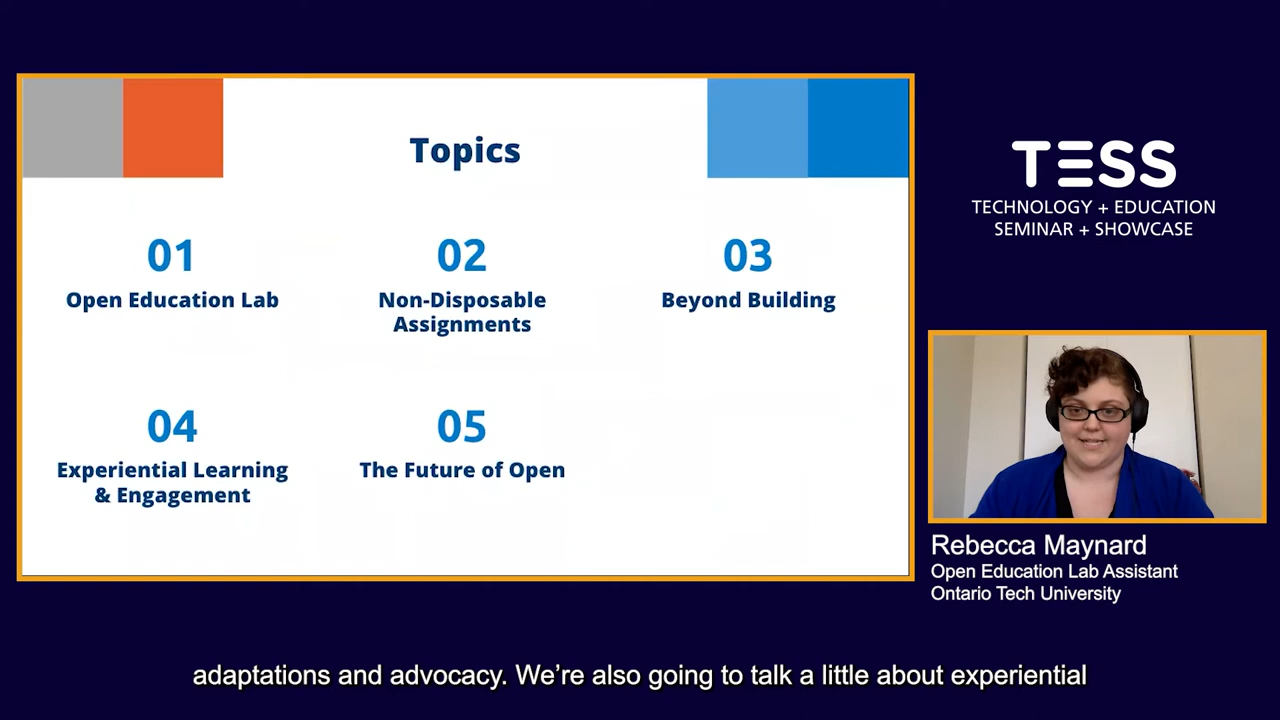 Topics
01
Open Education Lab
02
Non-Disposable
Assignments
03
Beyond Building
04
Experiential Learning
& Engagement
05
The Future of Open
TESS
TECHNOLOGY + EDUCATION
SEMINAR + SHOWCASE
Rebecca Maynard
Open Education Lab Assistant
Ontario Tech University
adaptations and advocacy. We’re also going to talk a little about experiential